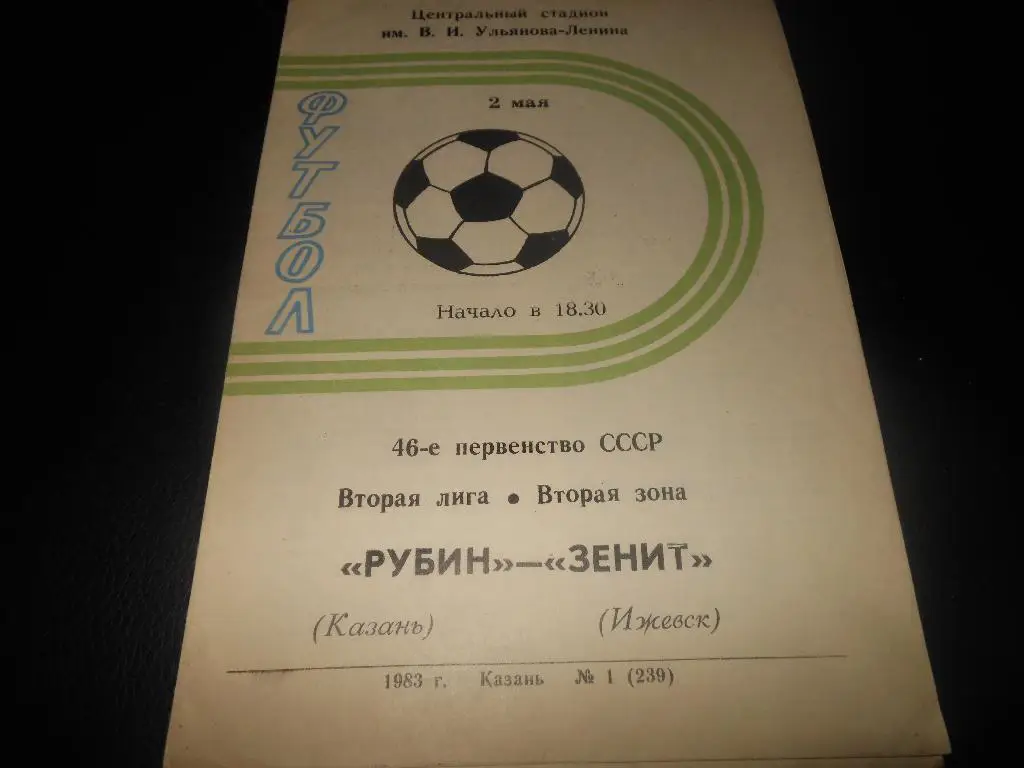 Центральный стадион
им. В. И. Ульянова-Ленина
ФУТБОЛ
2 мая
Начало в 18.30
46-е первенство СССР
Вторая лига ● Вторая зона
«РУБИН»—«ЗЕНИТ»
(Казань) (Ижевск)
1983 г. Казань № 1 (239)